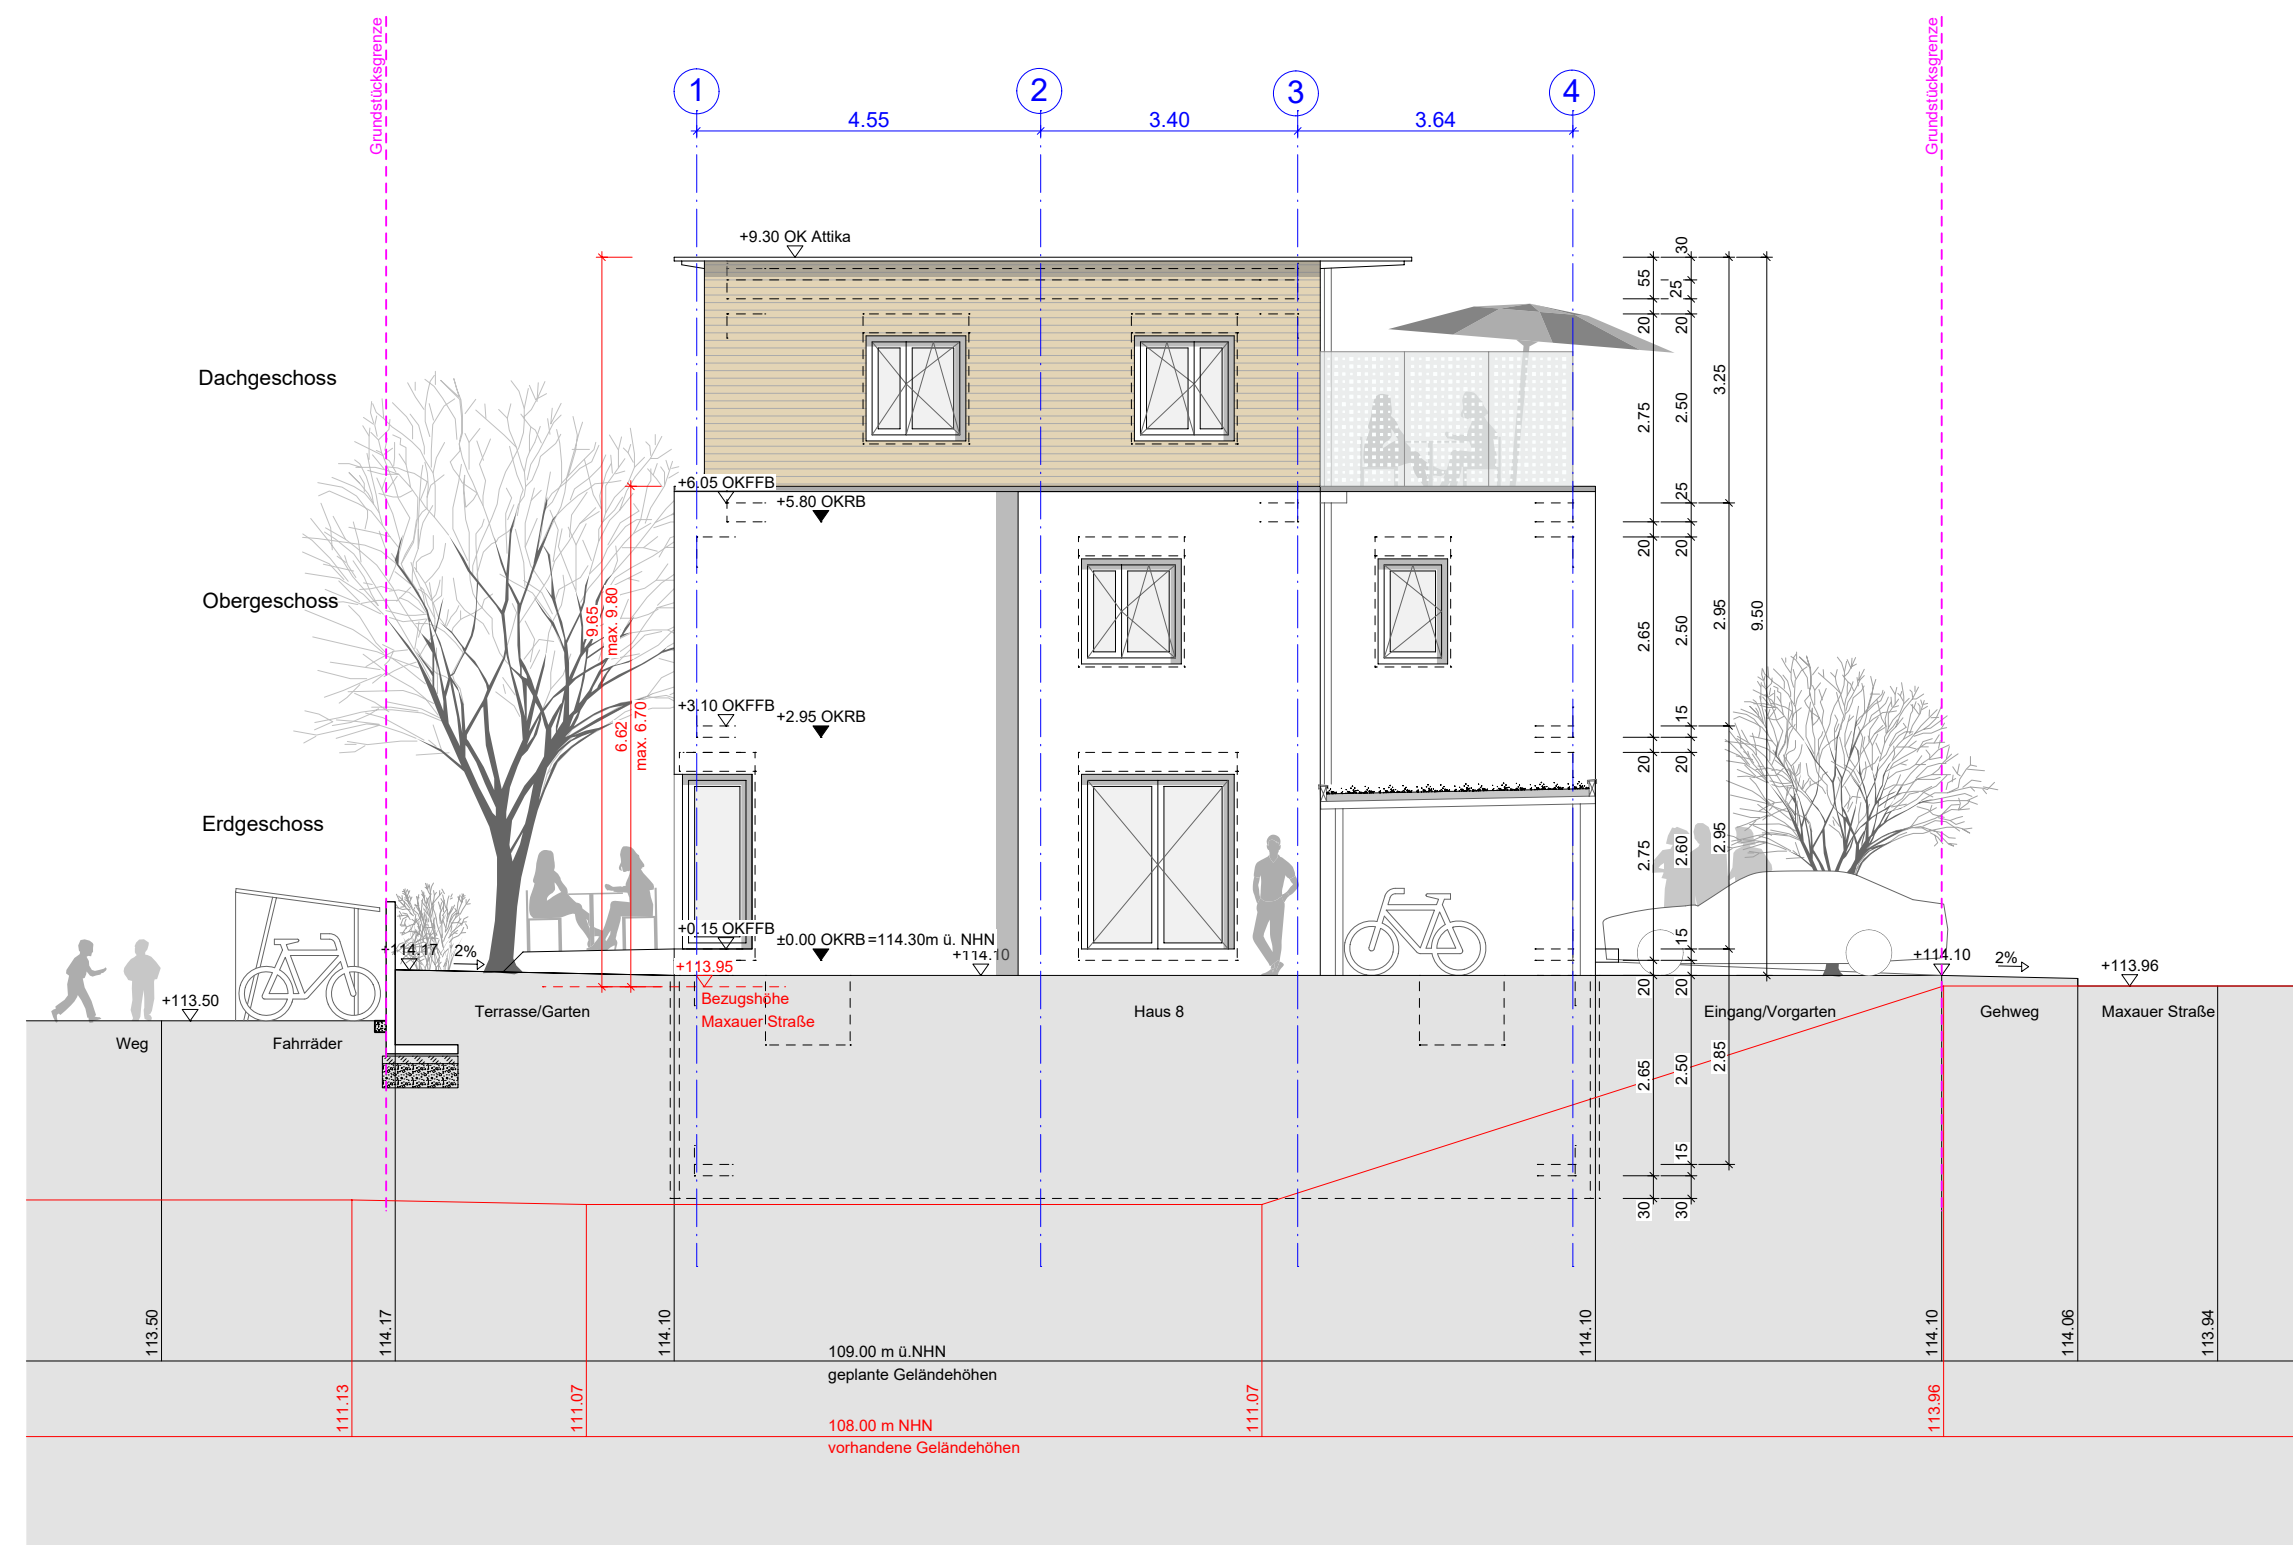 Grundstücksgrenze
Grundstücksgrenze
1
2
3
4
4.55
3.40
3.64
+9.30 OK Attika
Dachgeschoss
+6.05 OKFFB
+5.80 OKRB
Obergeschoss
+3.10 OKFFB
+2.95 OKRB
Erdgeschoss
+0.15 OKFFB
±0.00 OKRB =114.30m ü. NHN
+114.10
9.65
max. 9.80
6.62
max. 6.70
55
20
2.75
20
2.65
20
2.75
20
2.65
30
30
25
20
2.50
25
20
2.50
15
20
2.60
15
20
2.50
15
30
3.25
2.95
2.95
2.85
9.50
+114.17
2%
+113.50
+113.95
Bezugshöhe
Maxauer Straße
+114.10
2%
+113.96
Weg
Fahrräder
Terrasse/Garten
Haus 8
Eingang/Vorgarten
Gehweg
Maxauer Straße
113.50
114.17
114.10
114.10
114.10
114.06
113.94
109.00 m ü.NHN
geplante Geländehöhen
111.13
111.07
111.07
113.96
108.00 m NHN
vorhandene Geländehöhen